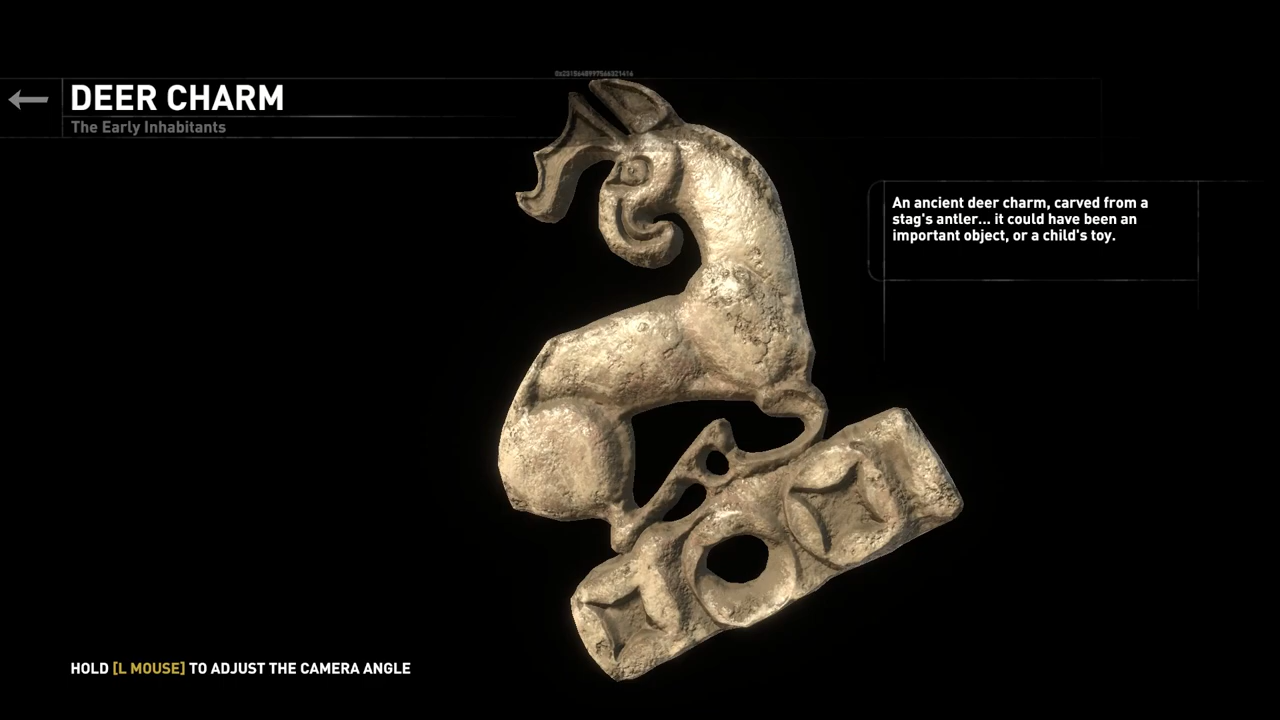 DEER CHARM
The Early Inhabitants
An ancient deer charm, carved from a
stag's antler... it could have been an
important object, or a child's toy.
HOLD [L MOUSE] TO ADJUST THE CAMERA ANGLE